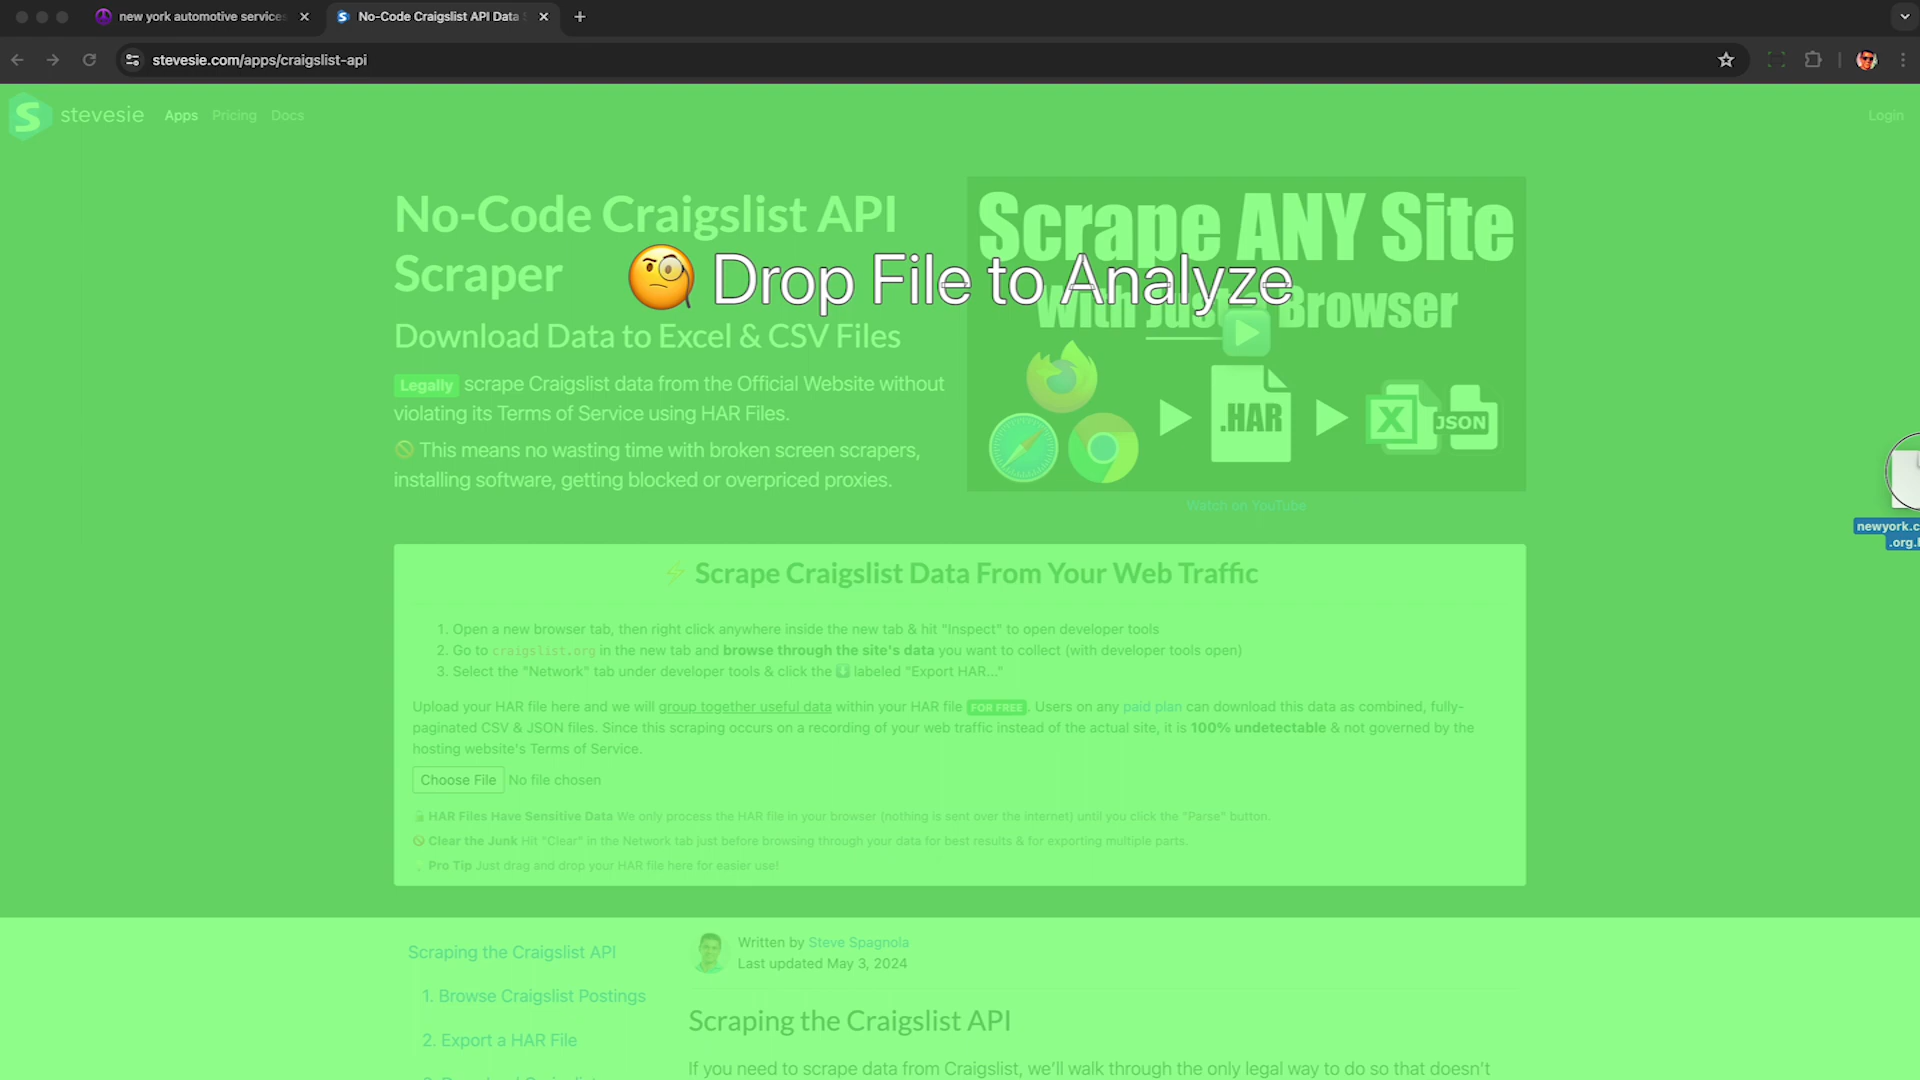 new york automotive services
No-Code Craigslist API Data
stevesie.com/apps/craigslist-api
stevesie
Apps
Pricing
Docs
Login
No-Code Craigslist API
Scraper
Download Data to Excel & CSV Files
Legally scrape Craigslist data from the Official Website without
violating its Terms of Service using HAR Files.
🚫 This means no wasting time with broken screen scrapers,
installing software, getting blocked or overpriced proxies.
Scrape ANY Site
With Just a Browser
.HAR
X
JSON
Watch on YouTube
🧐 Drop File to Analyze
newyork.c
.org.
⚡ Scrape Craigslist Data From Your Web Traffic
1. Open a new browser tab, then right click anywhere inside the new tab & hit "Inspect" to open developer tools
2. Go to craigslist.org in the new tab and browse through the site's data you want to collect (with developer tools open)
3. Select the "Network" tab under developer tools & click the ⬇️ labeled "Export HAR..."
Upload your HAR file here and we will group together useful data within your HAR file FOR FREE. Users on any paid plan can download this data as combined, fully-
paginated CSV & JSON files. Since this scraping occurs on a recording of your web traffic instead of the actual site, it is 100% undetectable & not governed by the
hosting website's Terms of Service.
Choose File No file chosen
🔒 HAR Files Have Sensitive Data We only process the HAR file in your browser (nothing is sent over the internet) until you click the "Parse" button.
🚫 Clear the Junk Hit "Clear" in the Network tab just before browsing through your data for best results & for exporting multiple parts.
Pro Tip Just drag and drop your HAR file here for easier use!
Scraping the Craigslist API
1. Browse Craigslist Postings
2. Export a HAR File
Written by Steve Spagnola
Last updated May 3, 2024
Scraping the Craigslist API
If you need to scrape data from Craigslist, we'll walk through the only legal way to do so that doesn't